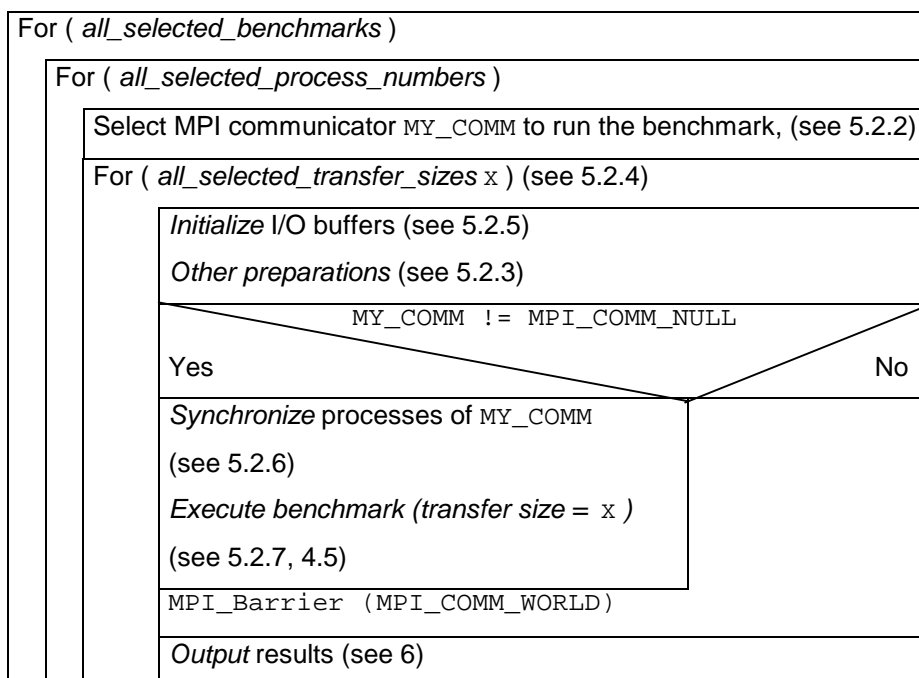 For ( all_selected_benchmarks )
For ( all_selected_process_numbers )
Select MPI communicator MY_COMM to run the benchmark, (see 5.2.2)
For ( all_selected_transfer_sizes x ) (see 5.2.4)
Initialize I/O buffers (see 5.2.5)
Other preparations (see 5.2.3)
MY_COMM != MPI_COMM_NULL
Yes No
Synchronize processes of MY_COMM
(see 5.2.6)
Execute benchmark (transfer size = x )
(see 5.2.7, 4.5)
MPI_Barrier (MPI_COMM_WORLD)
Output results (see 6)